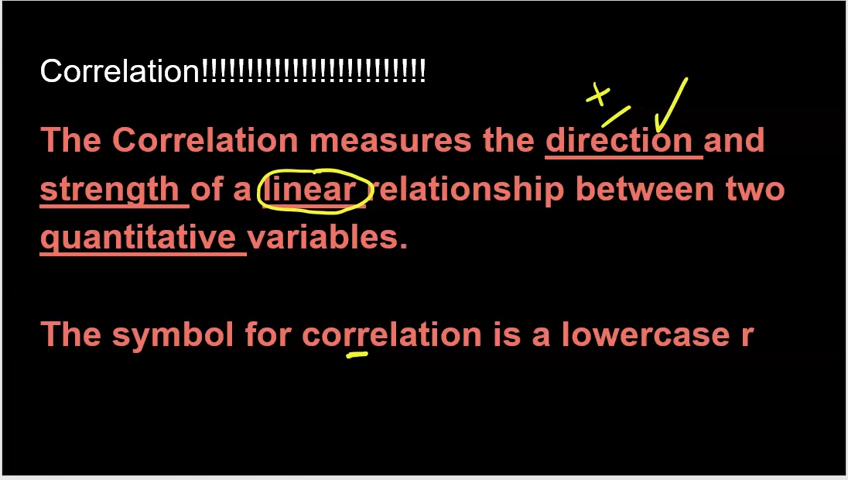 Correlation!!!!!!!!!!!!!!!!!!!!!!!!!
+
The Correlation measures the direction and
strength of a linear relationship between two
quantitative variables.
The symbol for correlation is a lowercase r